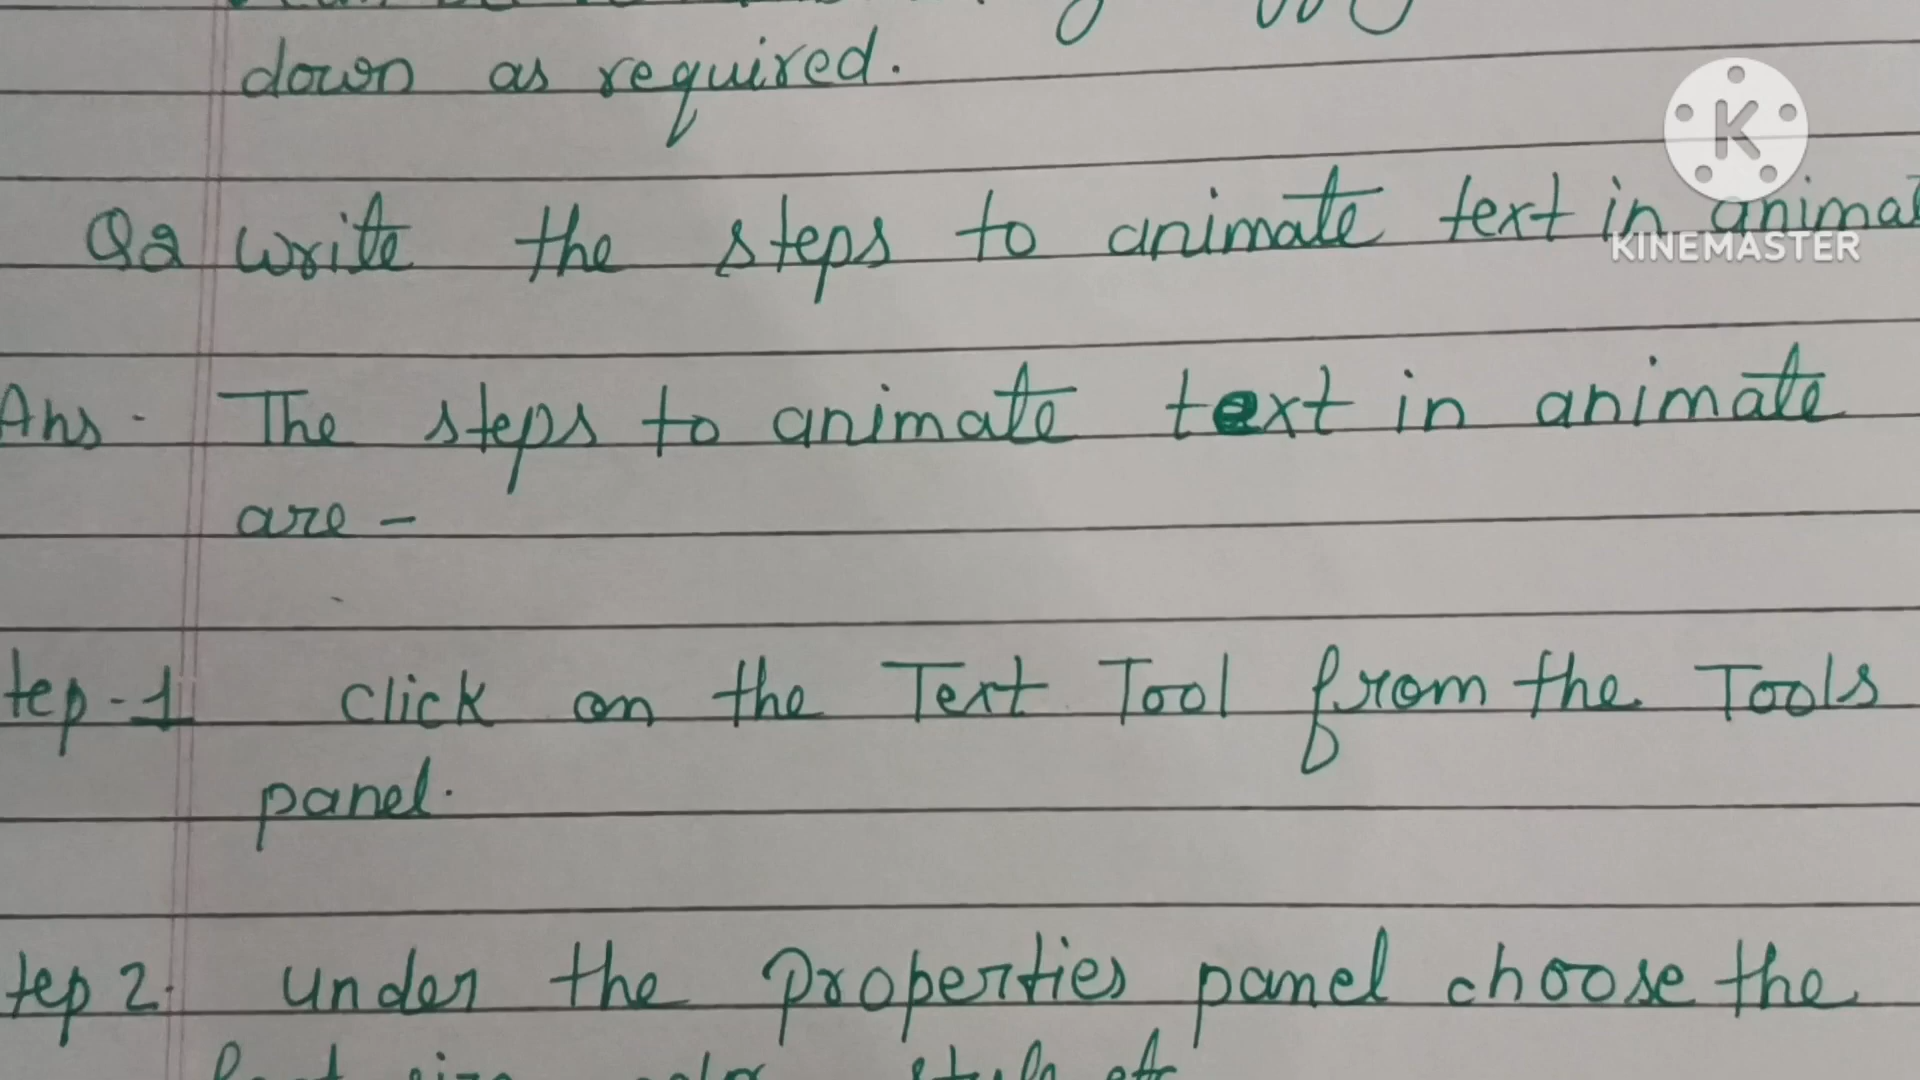 down as required.
Q2 write the steps to animate text in animat
KINEMASTER
Ans - The steps to animate text in animate
are -
tep-1 click on the Text Tool from the Tools
panel.
tep 2. under the Properties panel choose the